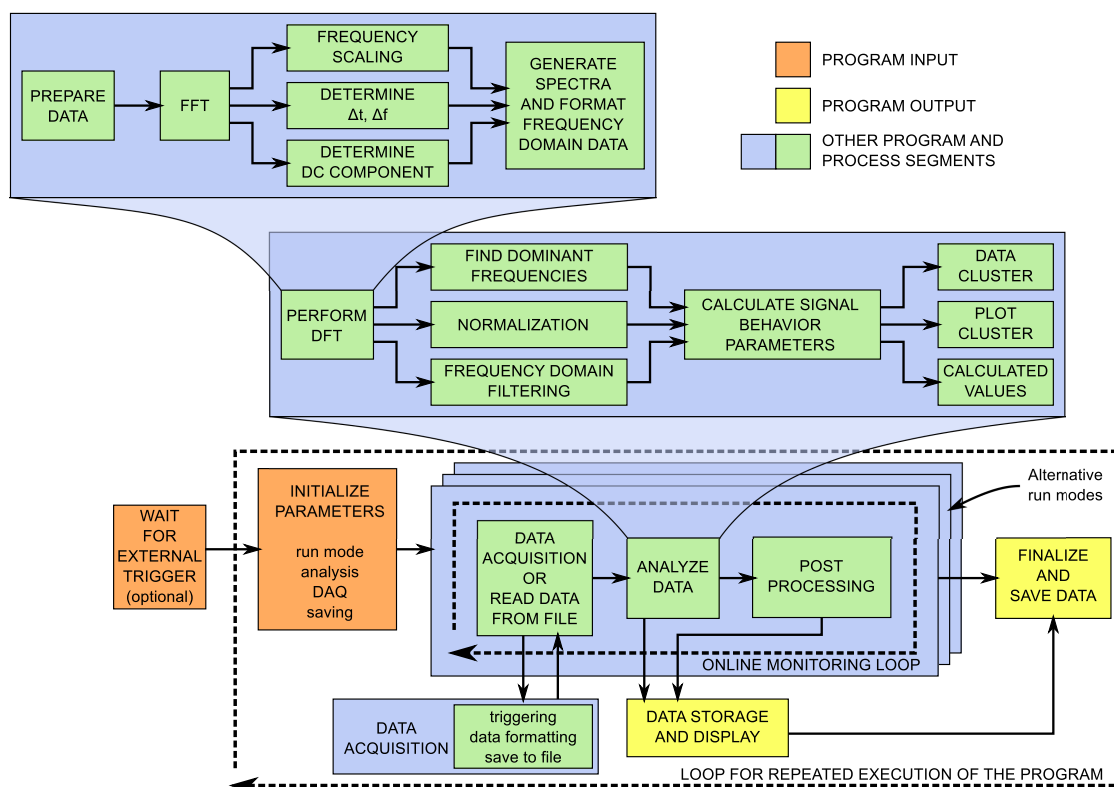 PREPARE
DATA
FFT
FREQUENCY
SCALING
DETERMINE
Δt, Δf
DETERMINE
DC COMPONENT
GENERATE
SPECTRA
AND FORMAT
FREQUENCY
DOMAIN DATA
PROGRAM INPUT
PROGRAM OUTPUT
OTHER PROGRAM AND
PROCESS SEGMENTS
PERFORM
DFT
FIND DOMINANT
FREQUENCIES
NORMALIZATION
FREQUENCY DOMAIN
FILTERING
CALCULATE SIGNAL
BEHAVIOR
PARAMETERS
DATA
CLUSTER
PLOT
CLUSTER
CALCULATED
VALUES
WAIT
FOR
EXTERNAL
TRIGGER
(optional)
INITIALIZE
PARAMETERS
run mode
analysis
DAQ
saving
DATA
ACQUISITION
OR
READ DATA
FROM FILE
ANALYZE
DATA
POST
PROCESSING
ONLINE MONITORING LOOP
Alternative
run modes
FINALIZE
AND
SAVE DATA
DATA
ACQUISITION
triggering
data formatting
save to file
DATA STORAGE
AND DISPLAY
LOOP FOR REPEATED EXECUTION OF THE PROGRAM